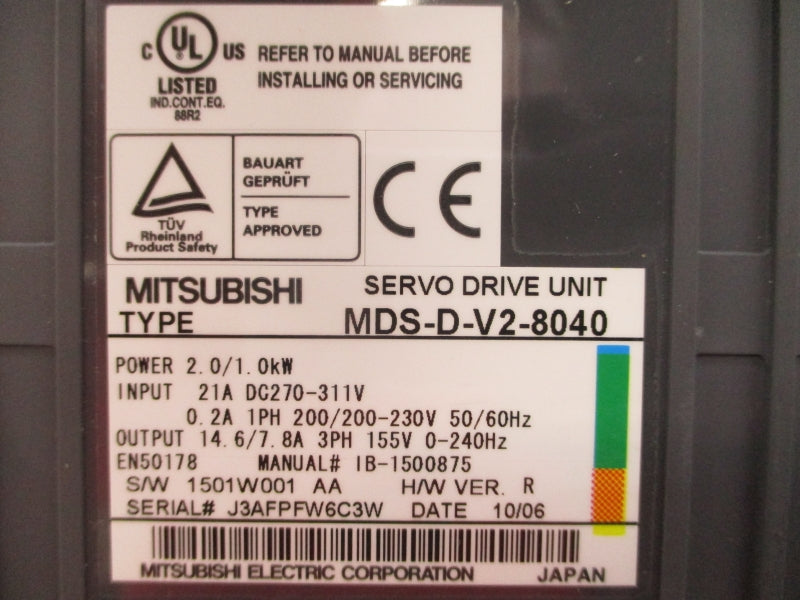 C UL US
LISTED
IND.CONT.EQ.
88R2
REFER TO MANUAL BEFORE
INSTALLING OR SERVICING
TÜV
Rheinland
Product Safety
BAUART
GEPRÜFT
TYPE
APPROVED
CE
MITSUBISHI SERVO DRIVE UNIT
TYPE MDS-D-V2-8040
POWER 2.0/1.0kW
INPUT 21A DC270-311V
0.2A 1PH 200/200-230V 50/60Hz
OUTPUT 14.6/7.8A 3PH 155V 0-240Hz
EN50178 MANUAL# IB-1500875
S/W 1501W001 AA H/W VER. R
SERIAL# J3AFPFW6C3W DATE 10/06
MITSUBISHI ELECTRIC CORPORATION JAPAN